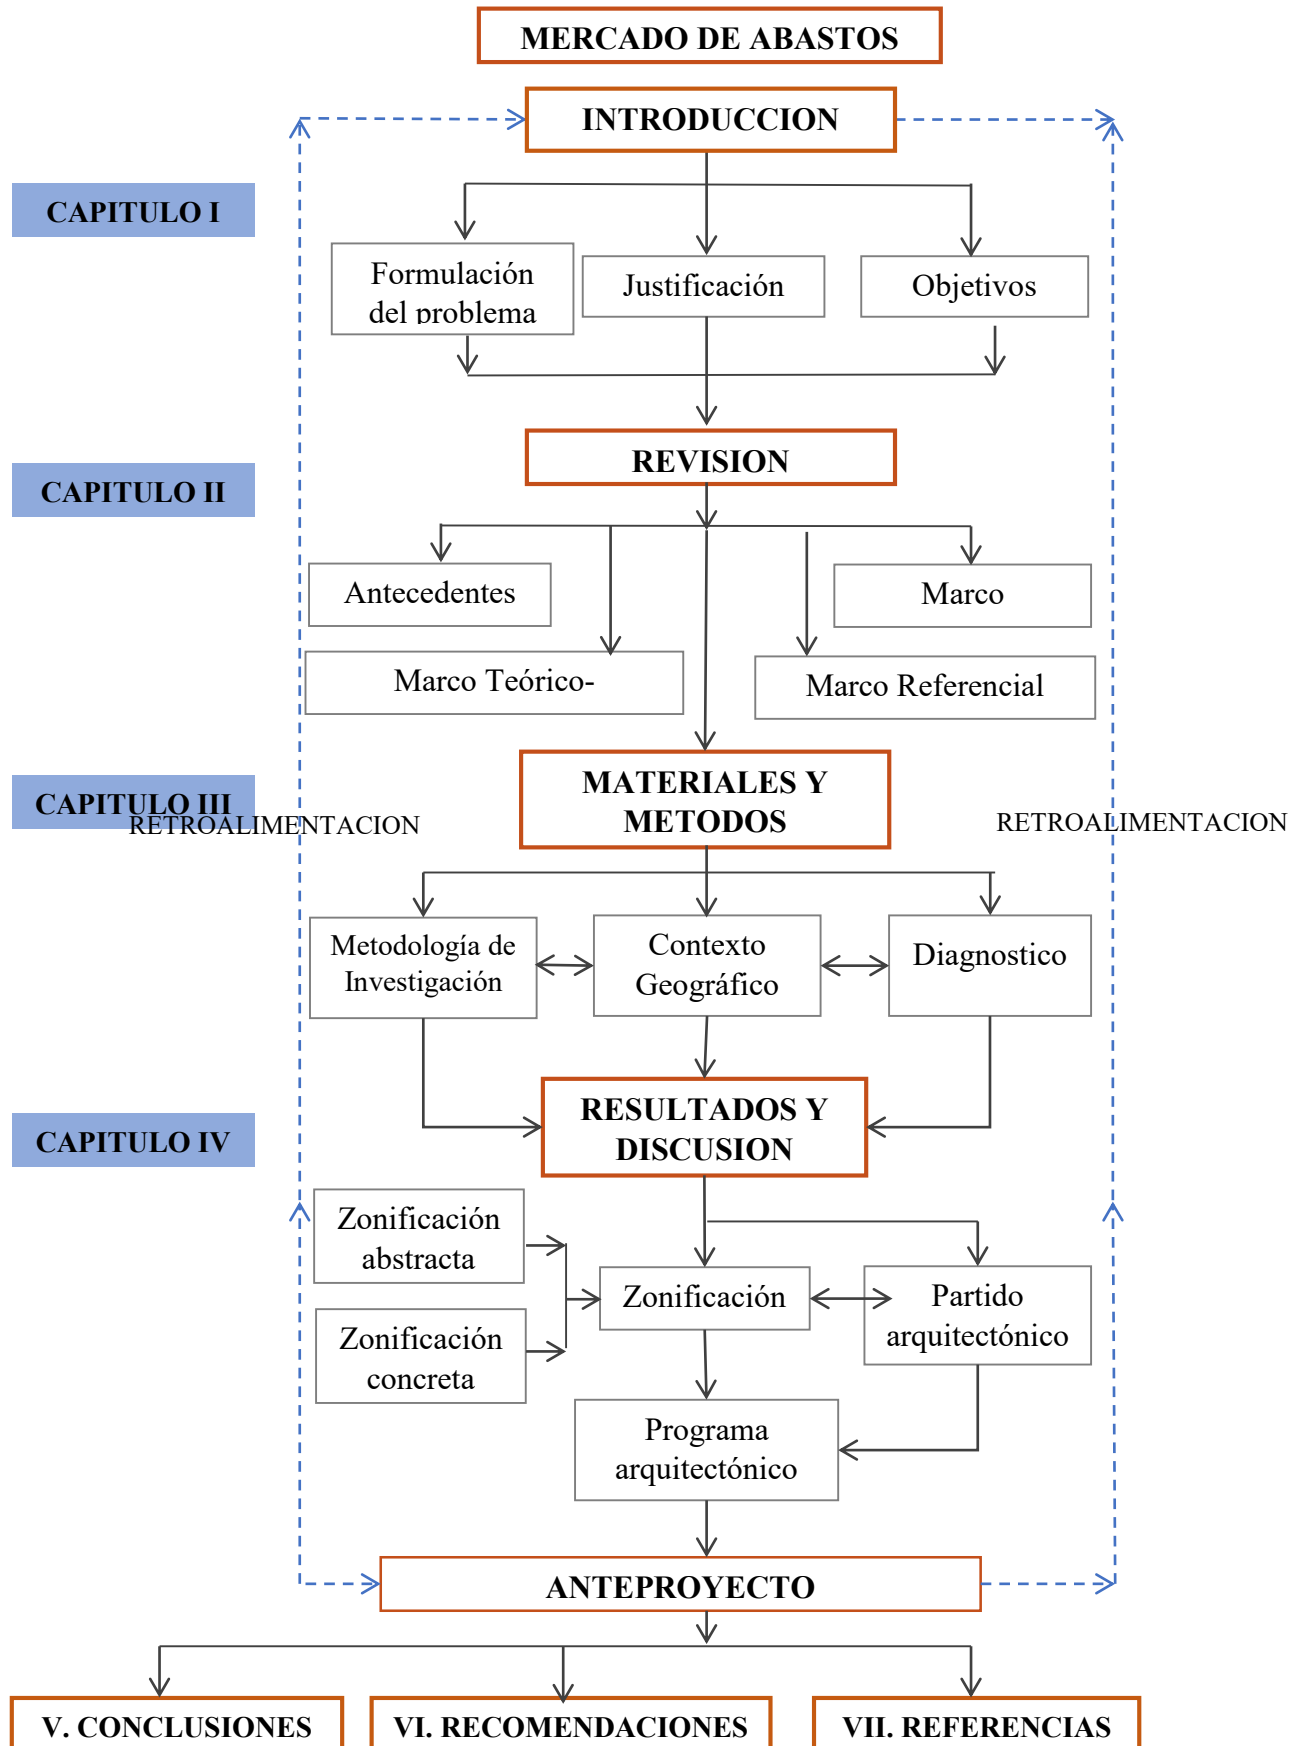 MERCADO DE ABASTOS
INTRODUCCION
CAPITULO I
Formulación
del problema
Justificación
Objetivos
REVISION
CAPITULO II
Antecedentes
Marco
Marco Teórico-
Marco Referencial
MATERIALES Y
METODOS
CAPITULO III
RETROALIMENTACION
RETROALIMENTACION
Metodología de
Investigación
Contexto
Geográfico
Diagnostico
RESULTADOS Y
DISCUSION
CAPITULO IV
Zonificación
abstracta
Zonificación
Partido
arquitectónico
Zonificación
concreta
Programa
arquitectónico
ANTEPROYECTO
V. CONCLUSIONES
VI. RECOMENDACIONES
VII. REFERENCIAS